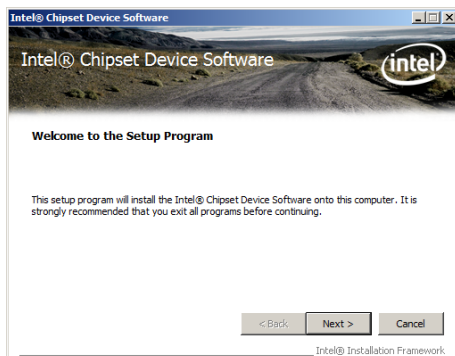 Intel® Chipset Device Software
Intel® Chipset Device Software
intel
Welcome to the Setup Program
This setup program will install the Intel® Chipset Device Software onto this computer. It is
strongly recommended that you exit all programs before continuing.
< Back Next > Cancel
Intel® Installation Framework